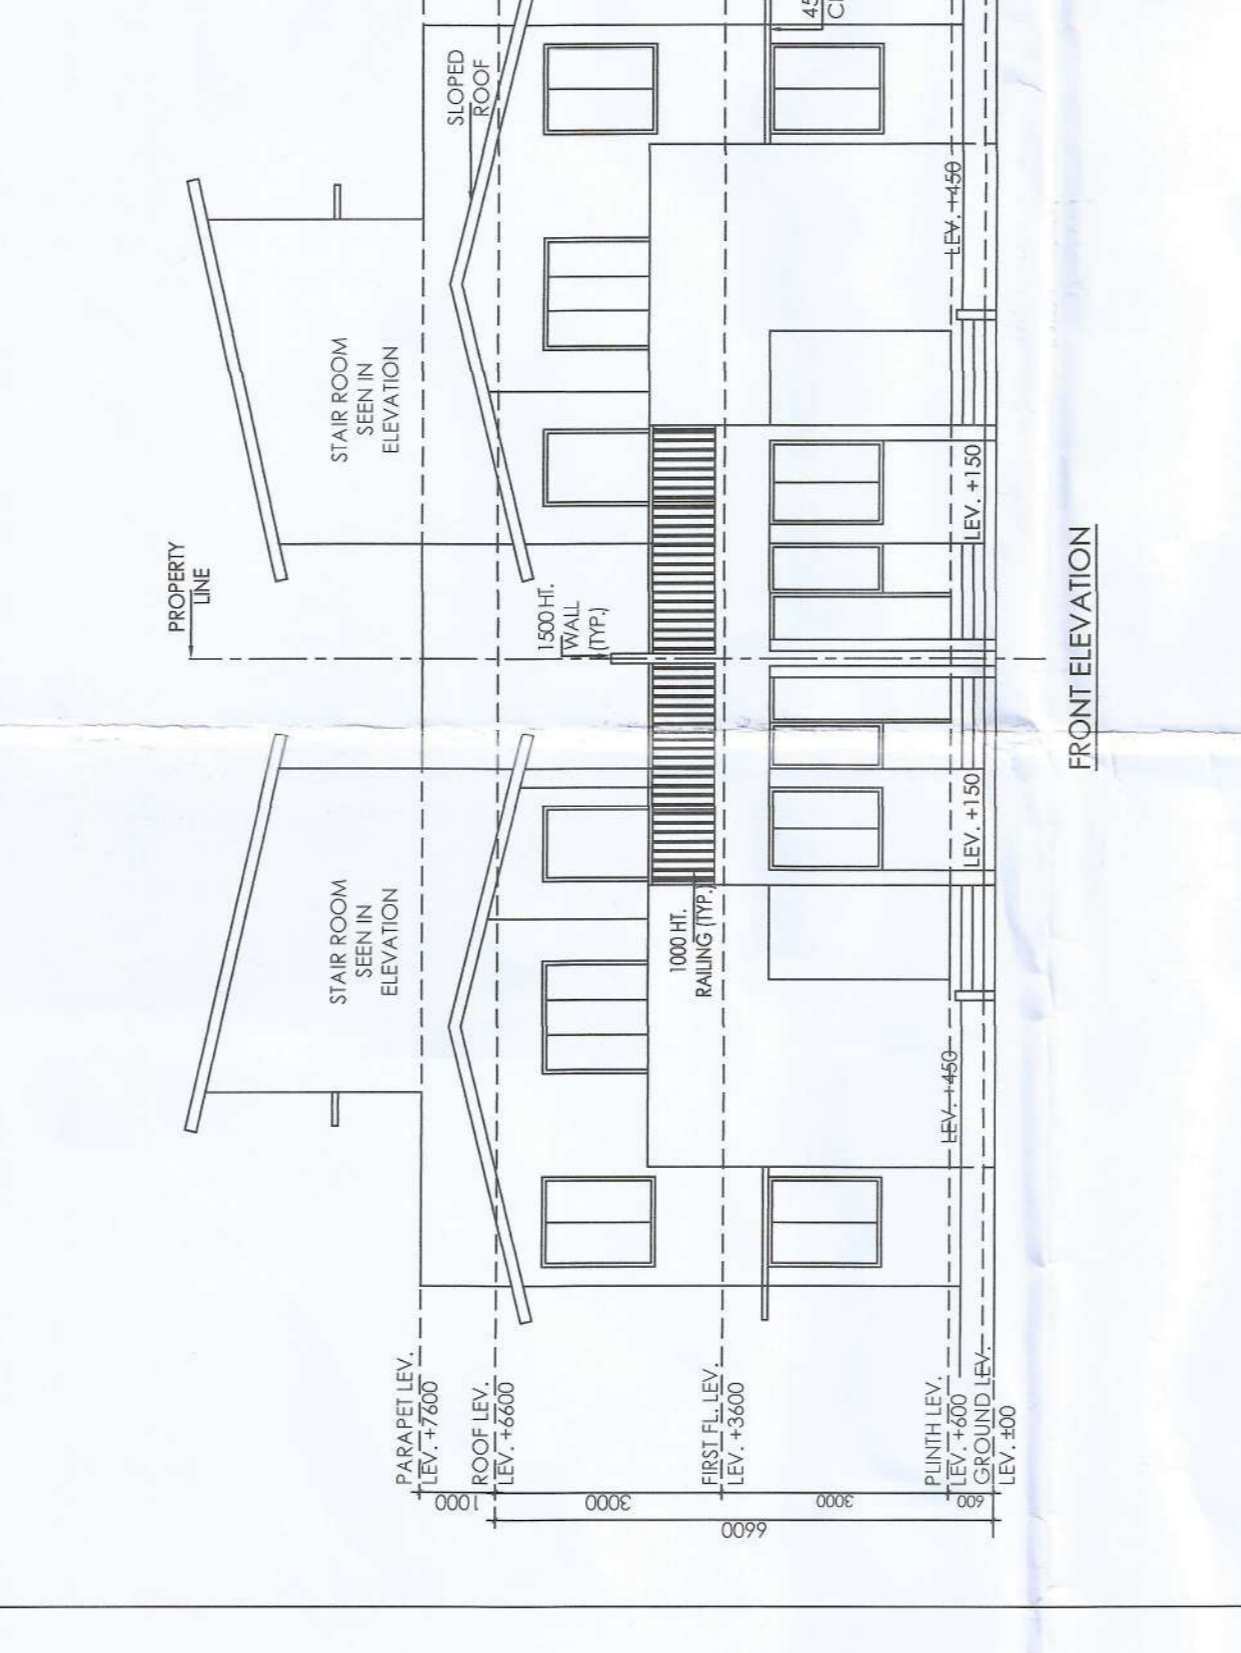 PROPERTY
LINE
STAIR ROOM
SEEN IN
ELEVATION
STAIR ROOM
SEEN IN
ELEVATION
PARAPET LEV.
LEV. +7600
1000
SLOPED
ROOF
ROOF LEV.
LEV. +6600
3000
1500 HT.
WALL
(TYP.)
1000 HT.
RAILING (TYP.)
FIRST FL. LEV.
LEV. +3600
6600
3000
PLINTH LEV.
LEV. +600
LEV. +450
LEV. +450
600
GROUND LEV.
LEV. ±00
LEV. +150
LEV. +150
FRONT ELEVATION